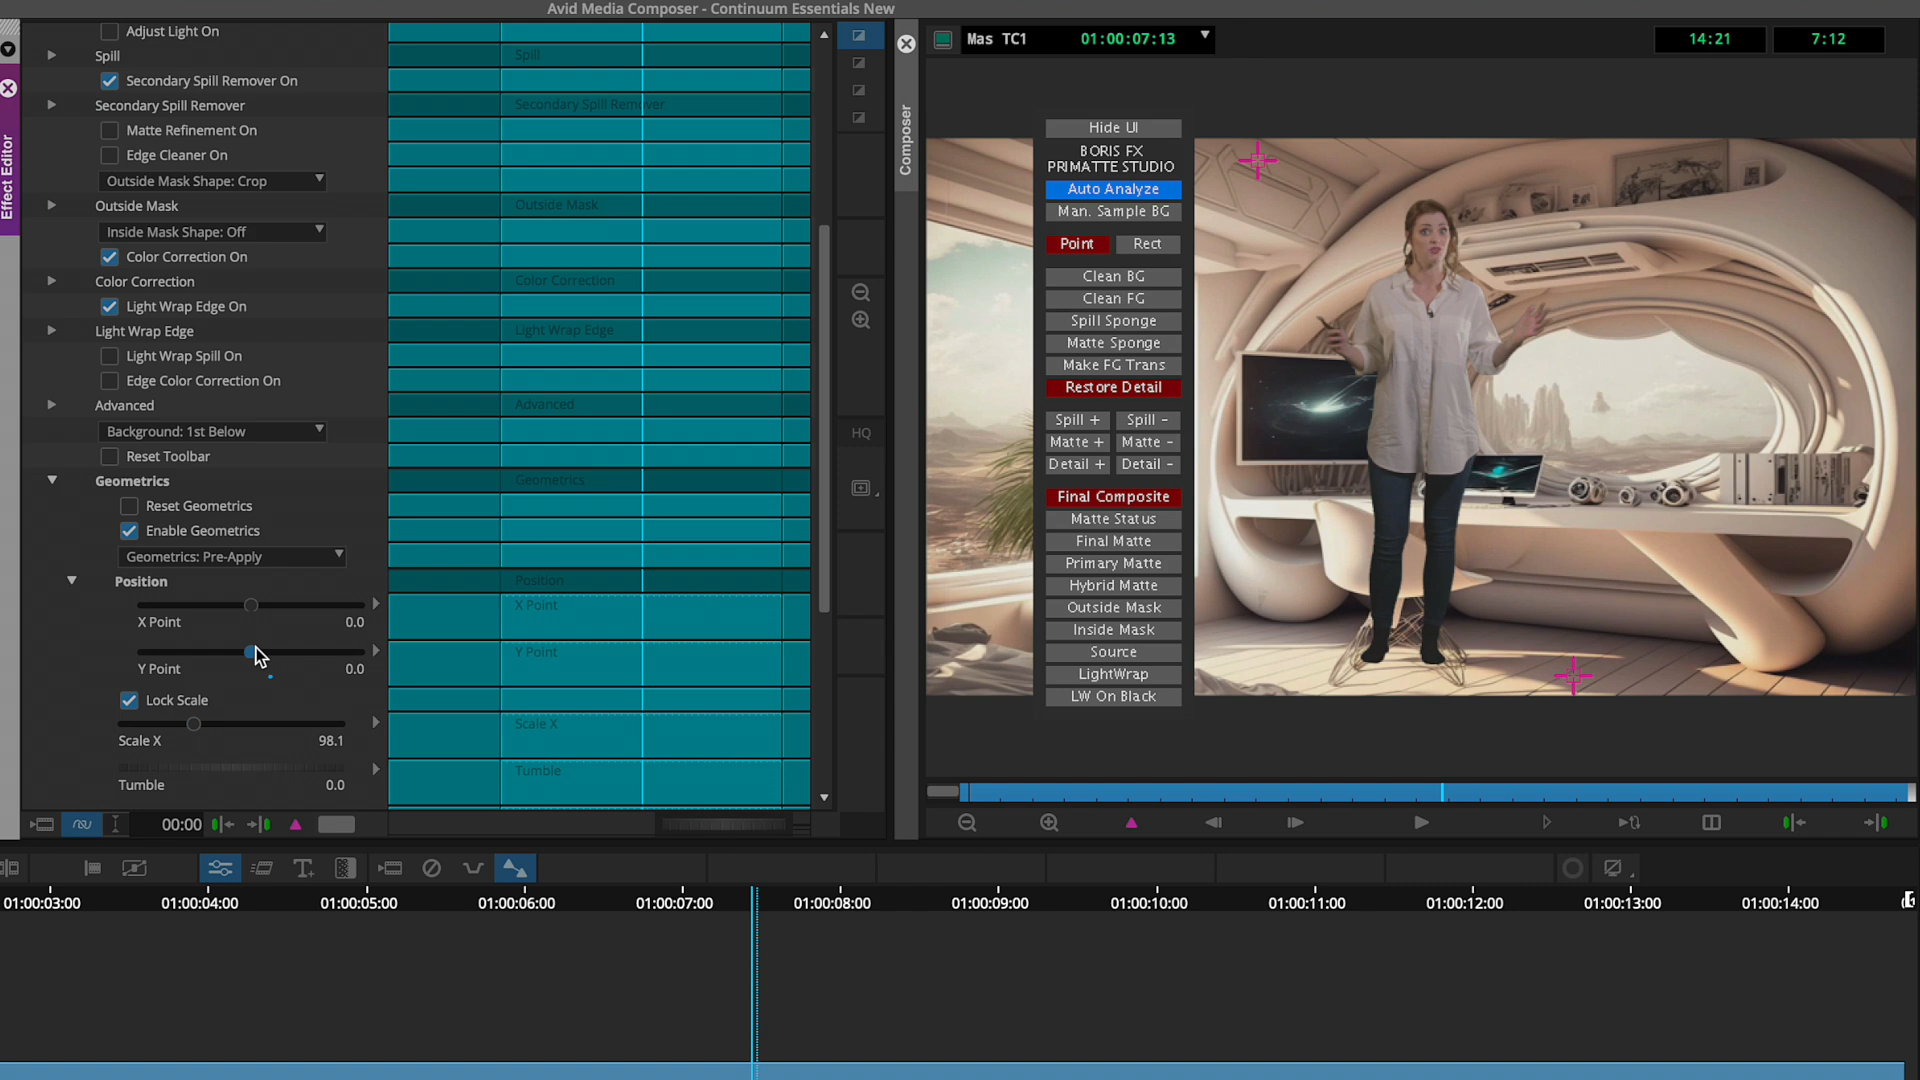 Avid Media Composer - Continuum Essentials New
Effect Editor
Adjust Light On
Spill
Secondary Spill Remover On
Secondary Spill Remover
Matte Refinement On
Edge Cleaner On
Outside Mask Shape: Crop
Outside Mask
Inside Mask Shape: Off
Color Correction On
Color Correction
Light Wrap Edge On
Light Wrap Edge
Light Wrap Spill On
Edge Color Correction On
Advanced
Background: 1st Below
Reset Toolbar
Geometrics
Reset Geometrics
Enable Geometrics
Geometrics: Pre-Apply
Position
X Point 0.0
Y Point 0.0
Lock Scale
Scale X 98.1
Tumble 0.0
00:00
Spill
Secondary Spill Remover
Outside Mask
Color Correction
Light Wrap Edge
Advanced
Geometrics
Position
X Point
Y Point
Scale X
Tumble
HQ
Composer
Mas TC1 01:00:07:13 14:21 7:12
Hide UI
BORIS FX
PRIMATTE STUDIO
Auto Analyze
Man. Sample BG
Point Rect
Clean BG
Clean FG
Spill Sponge
Matte Sponge
Make FG Trans
Restore Detail
Spill + Spill -
Matte + Matte -
Detail + Detail -
Final Composite
Matte Status
Final Matte
Primary Matte
Hybrid Matte
Outside Mask
Inside Mask
Source
LightWrap
LW On Black
01:00:03:00 01:00:04:00 01:00:05:00 01:00:06:00 01:00:07:00 01:00:08:00 01:00:09:00 01:00:10:00 01:00:11:00 01:00:12:00 01:00:13:00 01:00:14:00